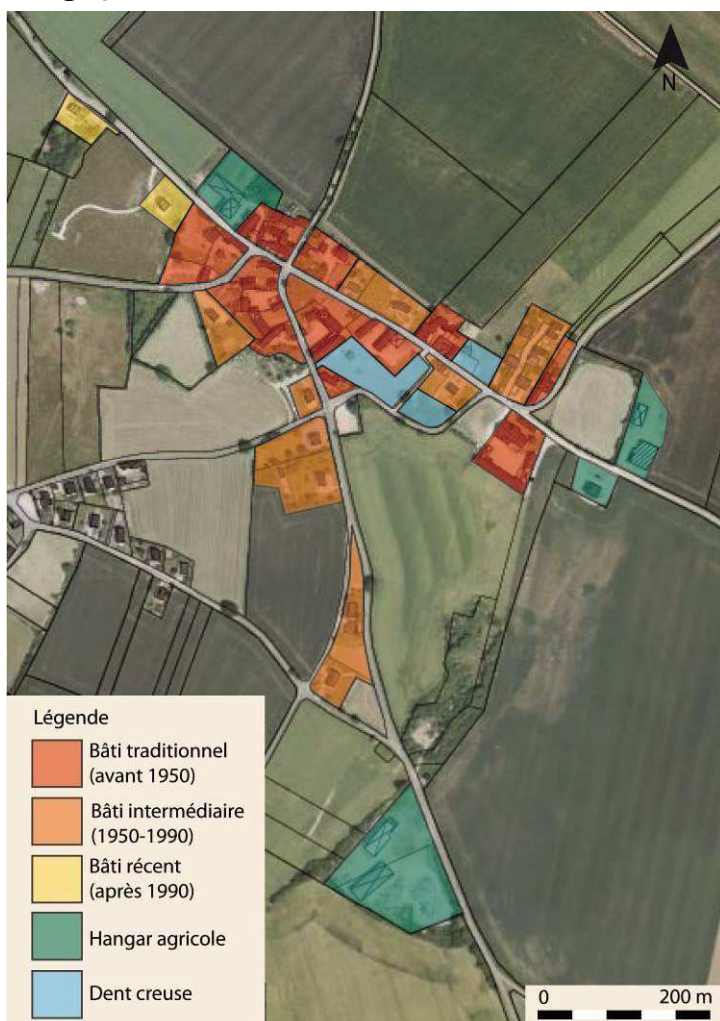 N
Légende
Bâti traditionnel
(avant 1950)
Bâti intermédiaire
(1950-1990)
Bâti récent
(après 1990)
Hangar agricole
Dent creuse
0 200 m